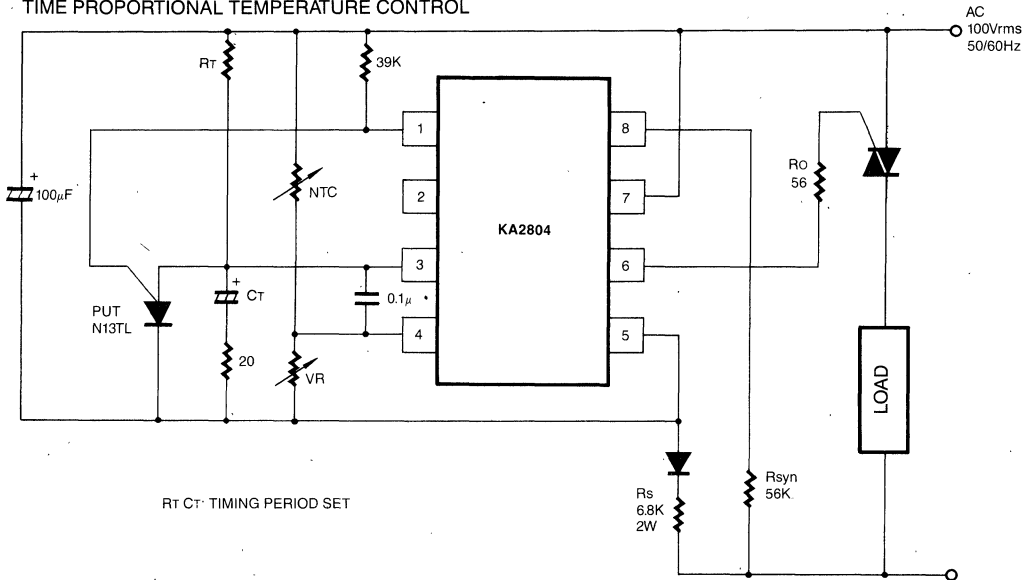 TIME PROPORTIONAL TEMPERATURE CONTROL
AC
100Vrms
50/60Hz
RT
39K
1
8
RO
56
100μF
+
NTC
2
7
KA2804
3
6
+
CT
0.1μ
PUT
N13TL
4
5
20
VR
LOAD
Rsyn
56K
Rs
6.8K
2W
RT CT TIMING PERIOD SET